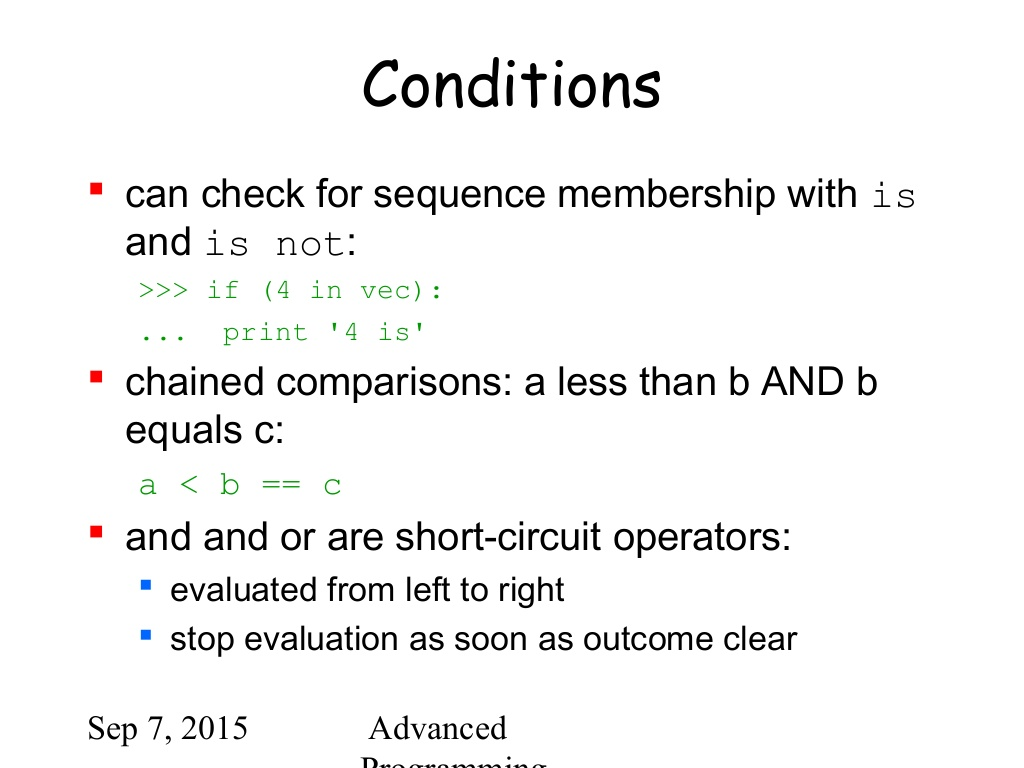 Conditions
can check for sequence membership with is
and is not:
>>> if (4 in vec):
...  print '4 is'
chained comparisons: a less than b AND b
equals c:
a < b == c
and and or are short-circuit operators:
evaluated from left to right
stop evaluation as soon as outcome clear
Sep 7, 2015
Advanced
Programming